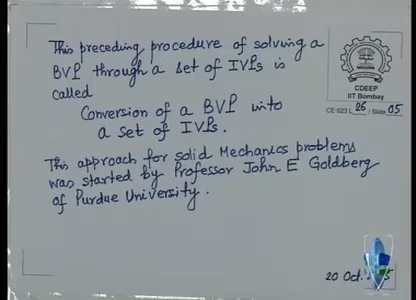 This preceding procedure of solving a
BVP through a set of IVPs is
called
Conversion of a BVP into
a set of IVPs.
This approach for solid Mechanics problems
was started by Professor John E Goldberg
of Purdue University.
CDEEP
IIT Bombay
CE 623 L 26 / Slide 05
20 Oct.